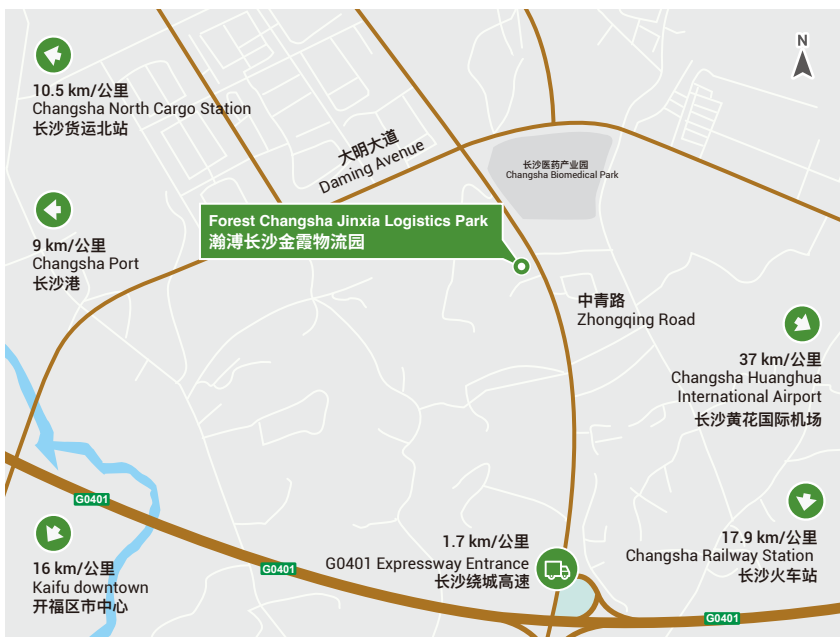 N
10.5 km/公里
Changsha North Cargo Station
长沙货运北站
大明大道
Daming Avenue
长沙医药产业园
Changsha Biomedical Park
Forest Changsha Jinxia Logistics Park
瀚溥长沙金霞物流园
9 km/公里
Changsha Port
长沙港
中青路
Zhongqing Road
37 km/公里
Changsha Huanghua
International Airport
长沙黄花国际机场
G0401
16 km/公里
Kaifu downtown
开福区市中心
G0401
1.7 km/公里
G0401 Expressway Entrance
长沙绕城高速
17.9 km/公里
Changsha Railway Station
长沙火车站
G0401